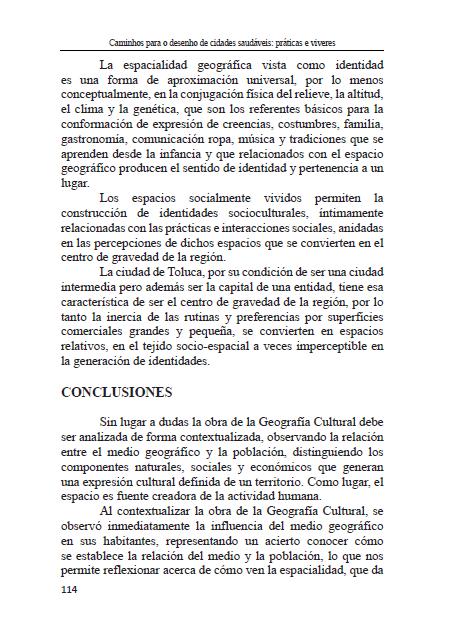 Caminhos para o desenho de cidades saudáveis: práticas e viveres
La espacialidad geográfica vista como identidad
es una forma de aproximación universal, por lo menos
conceptualmente, en la conjugación física del relieve, la altitud,
el clima y la genética, que son los referentes básicos para la
conformación de expresión de creencias, costumbres, familia,
gastronomía, comunicación ropa, música y tradiciones que se
aprenden desde la infancia y que relacionados con el espacio
geográfico producen el sentido de identidad y pertenencia a un
lugar.
Los espacios socialmente vividos permiten la
construcción de identidades socioculturales, íntimamente
relacionadas con las prácticas e interacciones sociales, anidadas
en las percepciones de dichos espacios que se convierten en el
centro de gravedad de la región.
La ciudad de Toluca, por su condición de ser una ciudad
intermedia pero además ser la capital de una entidad, tiene esa
característica de ser el centro de gravedad de la región, por lo
tanto la inercia de las rutinas y preferencias por superficies
comerciales grandes y pequeña, se convierten en espacios
relativos, en el tejido socio-espacial a veces imperceptible en
la generación de identidades.
CONCLUSIONES
Sin lugar a dudas la obra de la Geografía Cultural debe
ser analizada de forma contextualizada, observando la relación
entre el medio geográfico y la población, distinguiendo los
componentes naturales, sociales y económicos que generan
una expresión cultural definida de un territorio. Como lugar, el
espacio es fuente creadora de la actividad humana.
Al contextualizar la obra de la Geografía Cultural, se
observó inmediatamente la influencia del medio geográfico
en sus habitantes, representando un acierto conocer cómo
se establece la relación del medio y la población, lo que nos
permite reflexionar acerca de cómo ven la espacialidad, que da
114